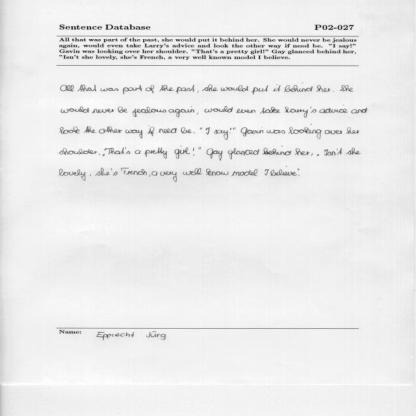 Sentence Database P02-027
All that was part of the past, she would put it behind her. She would never be jealous
again, would even take Larry's advice and look the other way if need be. "I say!"
Gavin was looking over her shoulder. "That's a pretty girl!" Gay glanced behind her,
"Isn't she lovely, she's French, a very well known model I believe.
All that was part of the past, she would put it behind her. She
would never be jealous again, would even take Larry's advice and
look the other way if need be. "I say!" Gavin was looking over her
shoulder. "That's a pretty girl!" Gay glanced behind her, "Isn't she
lovely, she's French, a very well know model I believe".
Name: Epprecht Jürg